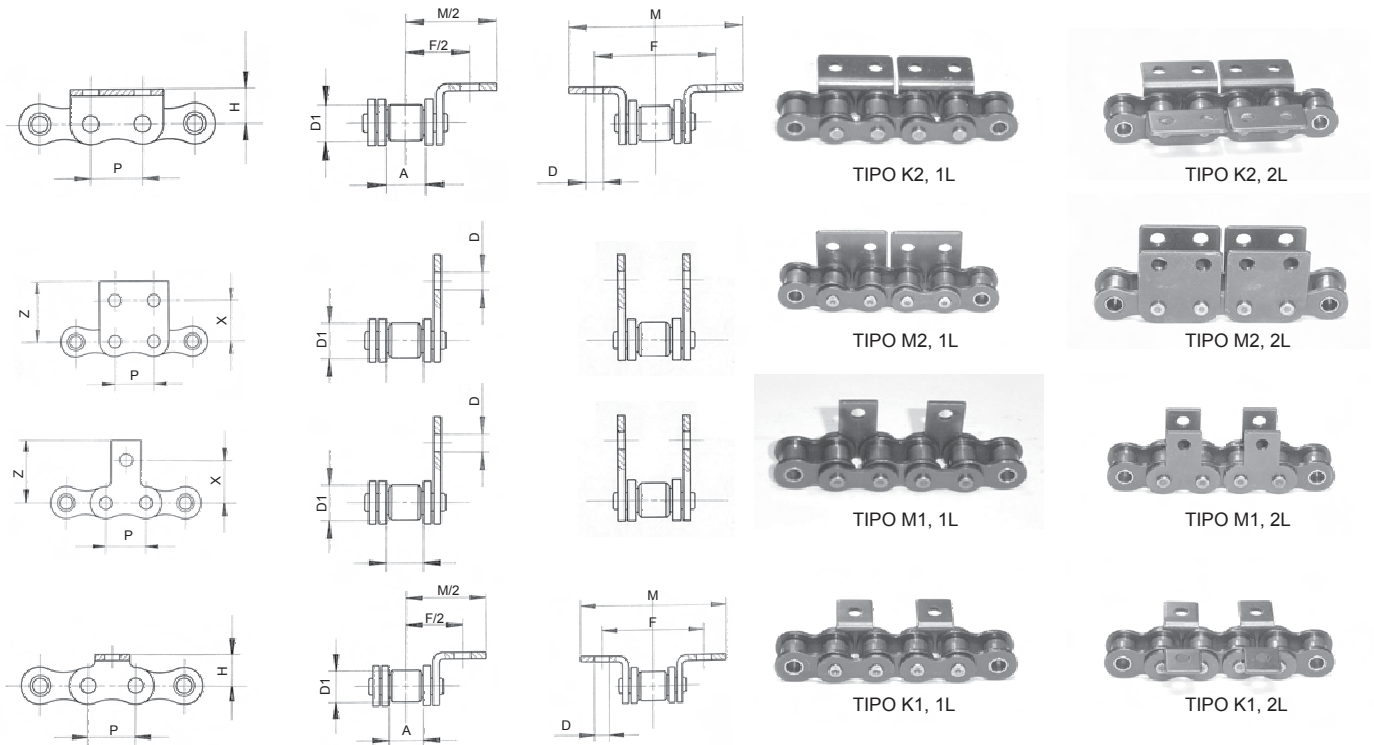 M/2
F/2
M
F
H
D1
P
A
D
TIPO K2, 1L
TIPO K2, 2L
D
Z
X
D1
P
TIPO M2, 1L
TIPO M2, 2L
D
Z
X
D1
P
TIPO M1, 1L
TIPO M1, 2L
M/2
F/2
M
F
H
D1
P
A
D
TIPO K1, 1L
TIPO K1, 2L